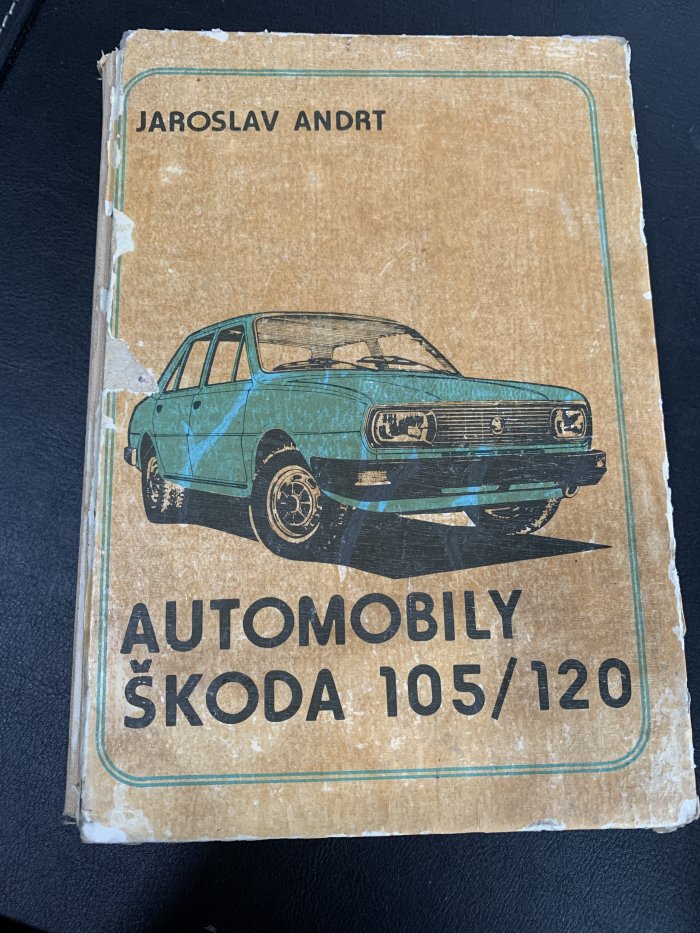 JAROSLAV ANDRT
AUTOMOBILY
ŠKODA 105/120